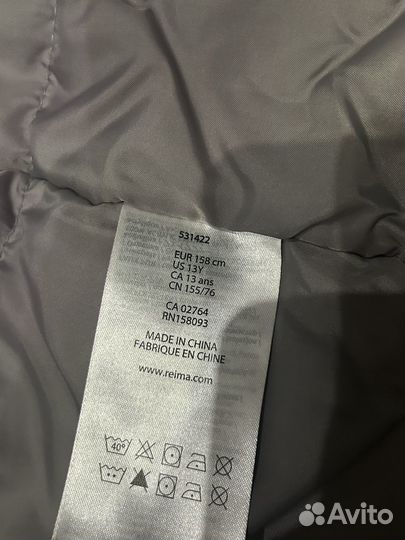 531422
EUR 158 cm
US 13Y
CA 13 ans
CN 155/76
CA 02764
RN158093
MADE IN CHINA
FABRIQUE EN CHINE
www.reima.com
40°
Avito